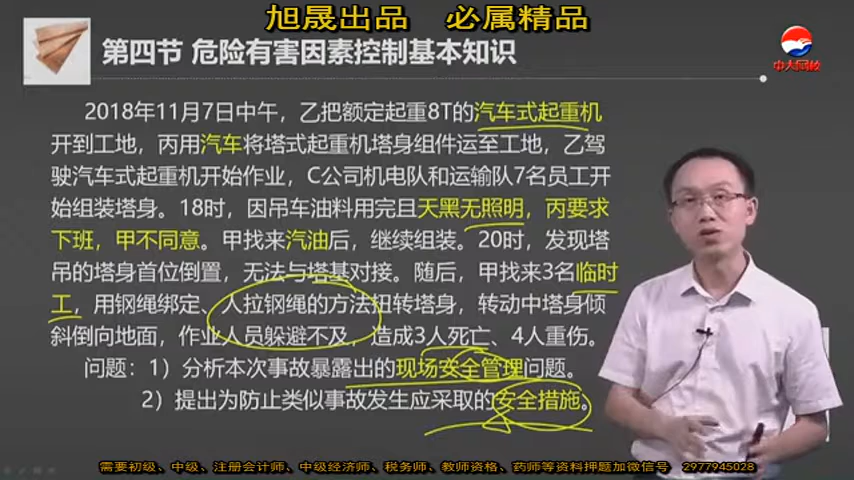 旭晟出品 必属精品
第四节 危险有害因素控制基本知识
中大网校
2018年11月7日中午，乙把额定起重8T的汽车式起重机
开到工地，丙用汽车将塔式起重机塔身组件运至工地，乙驾
驶汽车式起重机开始作业，C公司机电队和运输队7名员工开
始组装塔身。18时，因吊车油料用完且天黑无照明，丙要求
下班，甲不同意。甲找来汽油后，继续组装。20时，发现塔
吊的塔身首位倒置，无法与塔基对接。随后，甲找来3名临时
工，用钢绳绑定、人拉钢绳的方法扭转塔身，转动中塔身倾
斜倒向地面，作业人员躲避不及，造成3人死亡、4人重伤。
问题：1）分析本次事故暴露出的现场安全管理问题。
2）提出为防止类似事故发生应采取的安全措施。
需要初级、中级、注册会计师、中级经济师、税务师、教师资格、药师等资料押题加微信号 2977945028